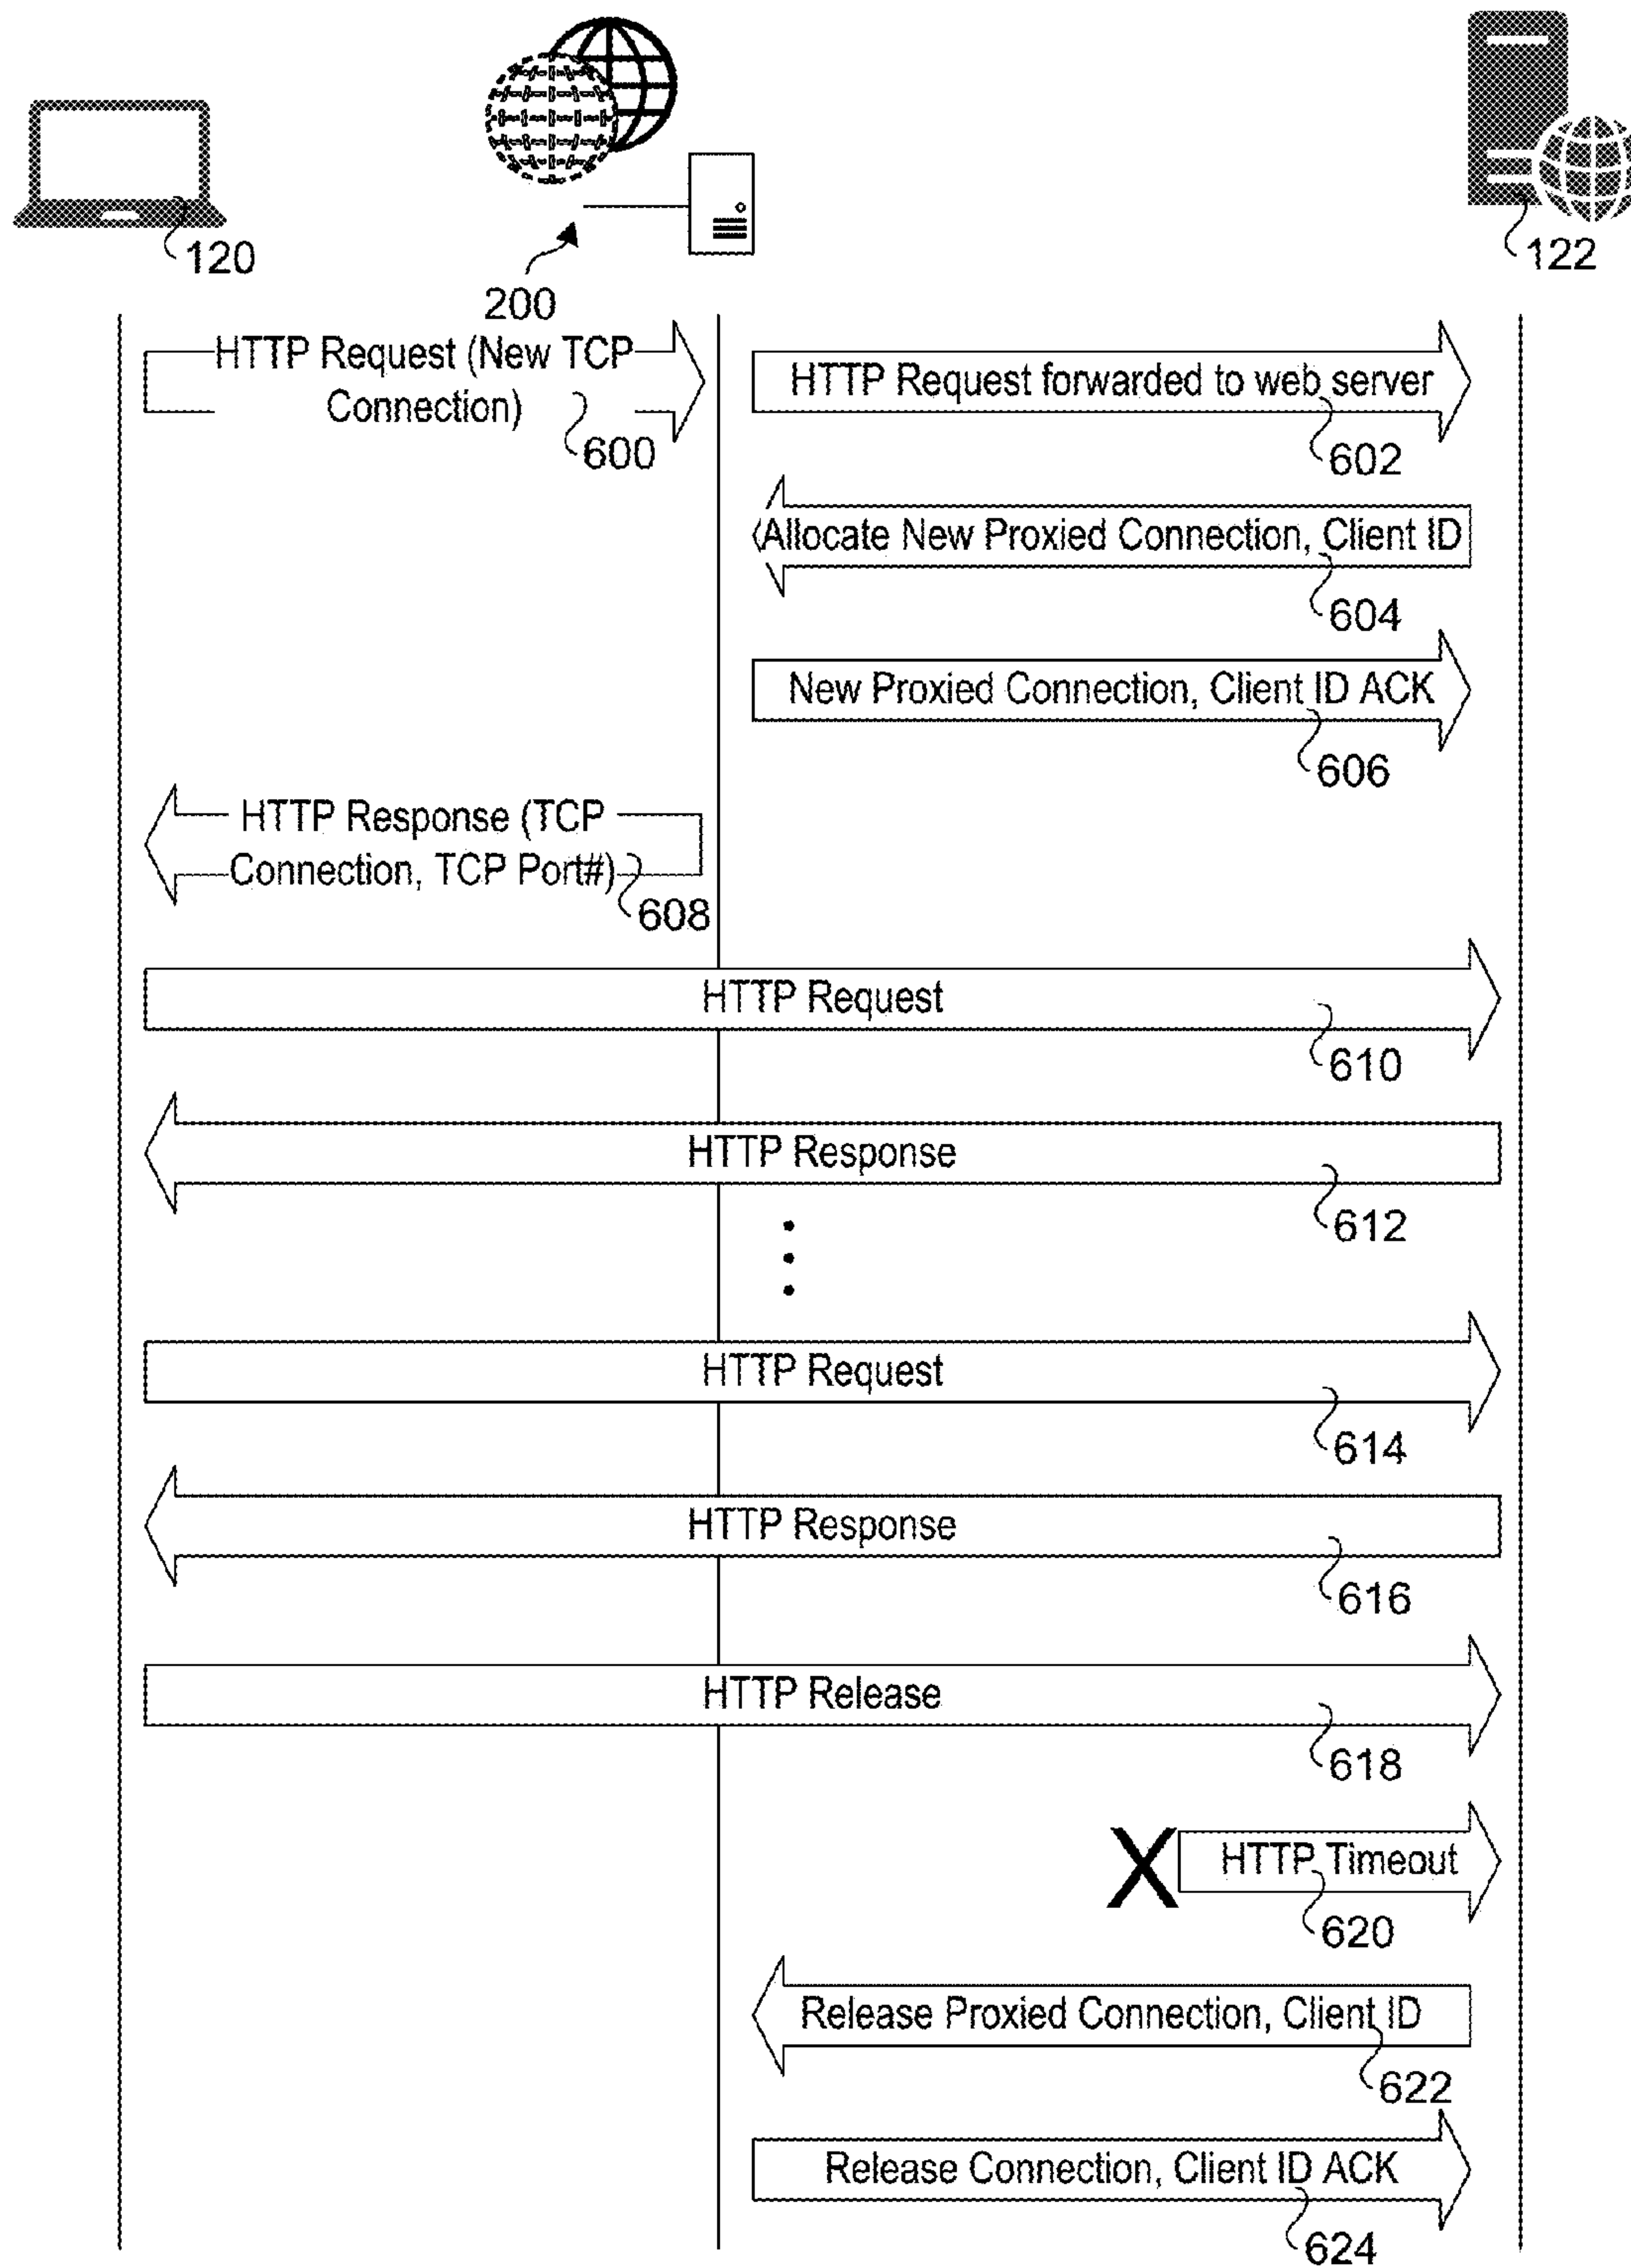 120
200
122
HTTP Request (New TCP
Connection)
600
HTTP Request forwarded to web server
602
Allocate New Proxied Connection, Client ID
604
New Proxied Connection, Client ID ACK
606
HTTP Response (TCP
Connection, TCP Port#)
608
HTTP Request
610
HTTP Response
612
HTTP Request
614
HTTP Response
616
HTTP Release
618
X
HTTP Timeout
620
Release Proxied Connection, Client ID
622
Release Connection, Client ID ACK
624